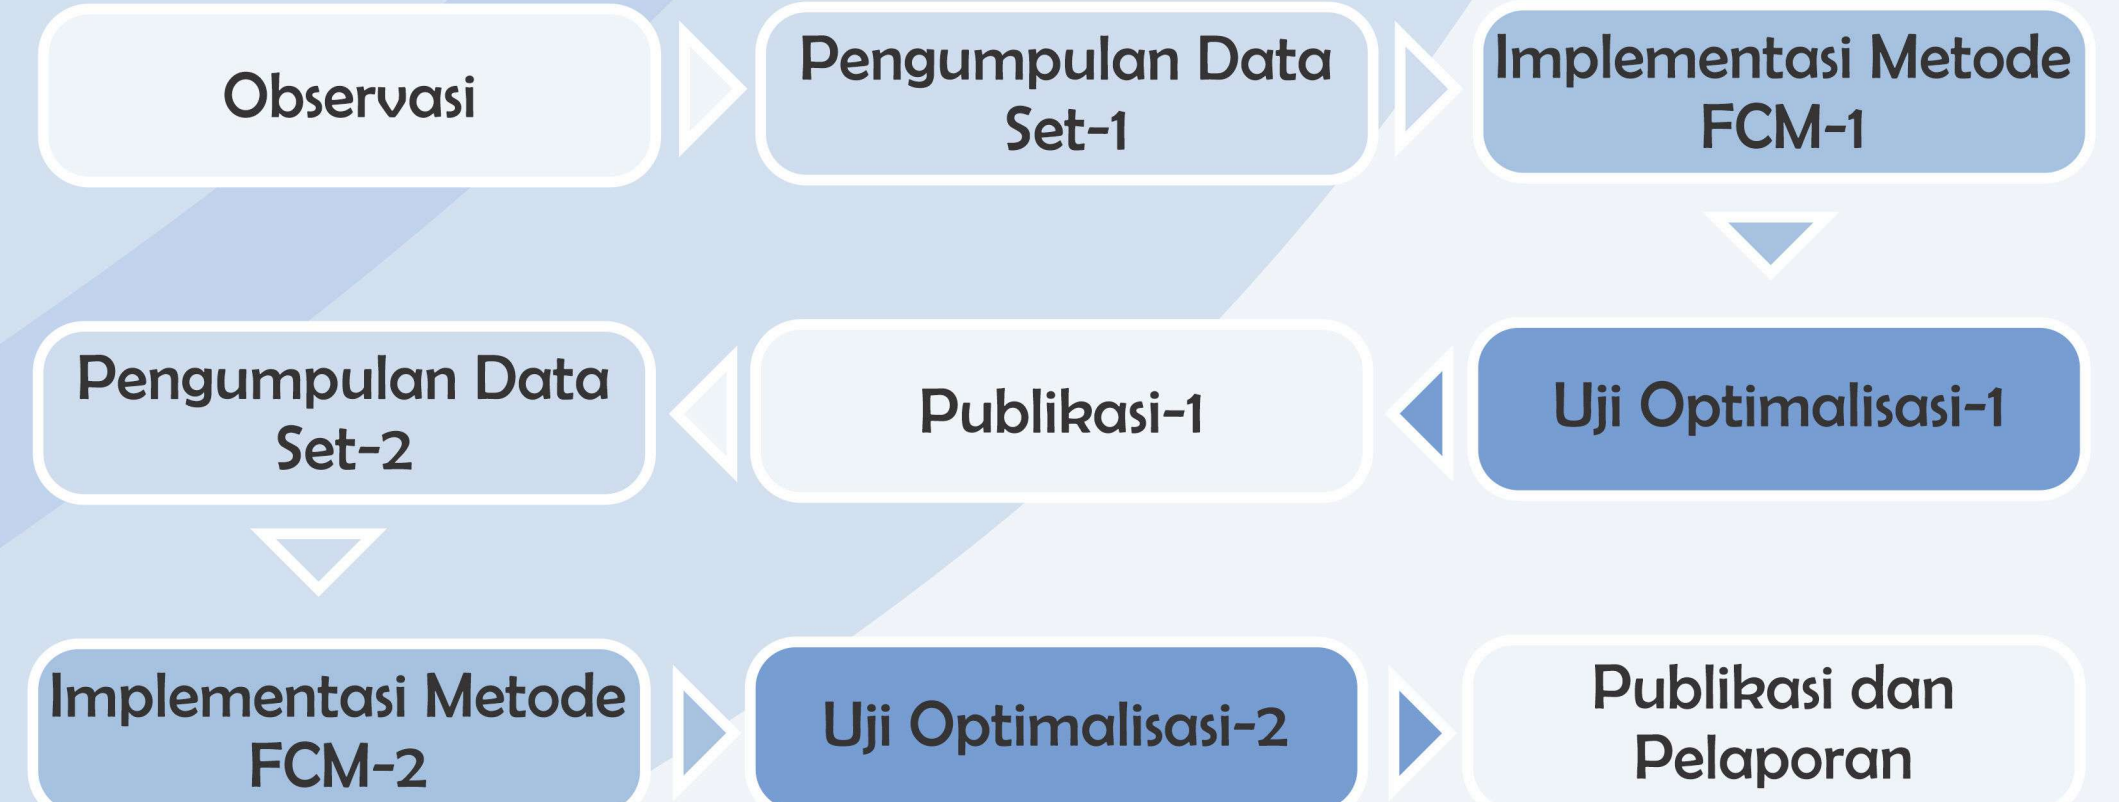 Observasi
Pengumpulan Data
Set-1
Implementasi Metode
FCM-1
Uji Optimalisasi-1
Publikasi-1
Pengumpulan Data
Set-2
Implementasi Metode
FCM-2
Uji Optimalisasi-2
Publikasi dan
Pelaporan